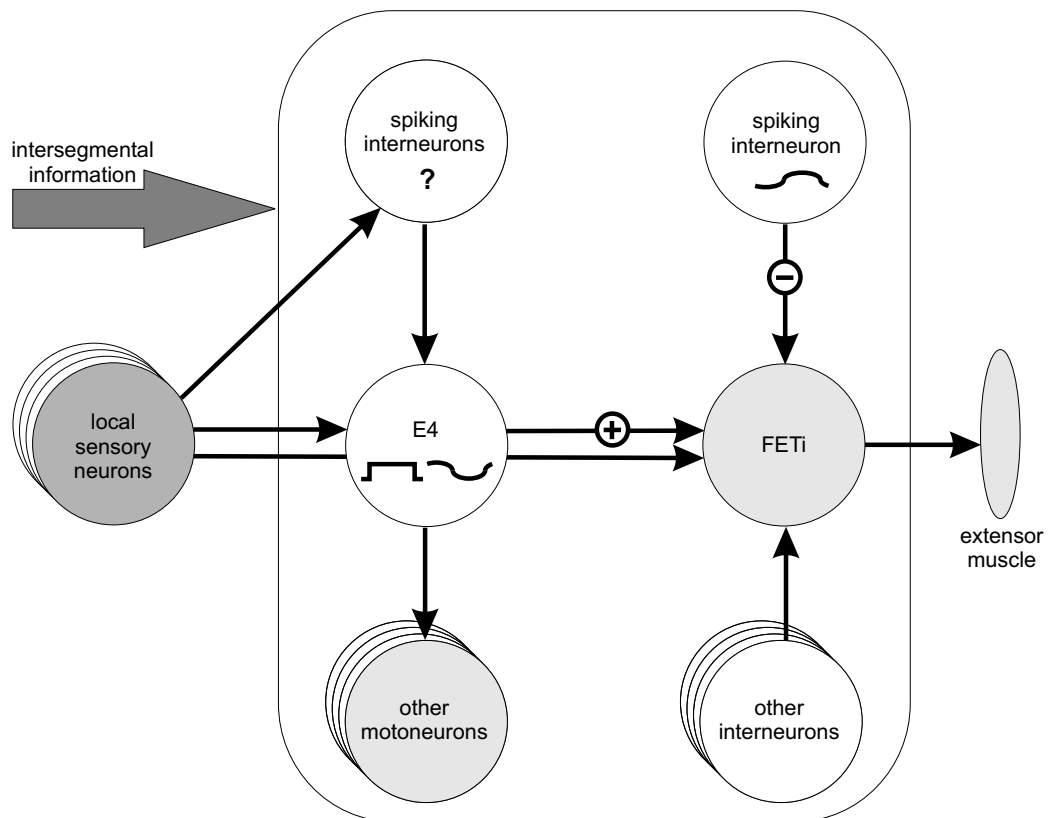 spiking
interneurons
?
spiking
interneuron
intersegmental
information
−
local
sensory
neurons
E4
+
FETi
extensor
muscle
other
motoneurons
other
interneurons